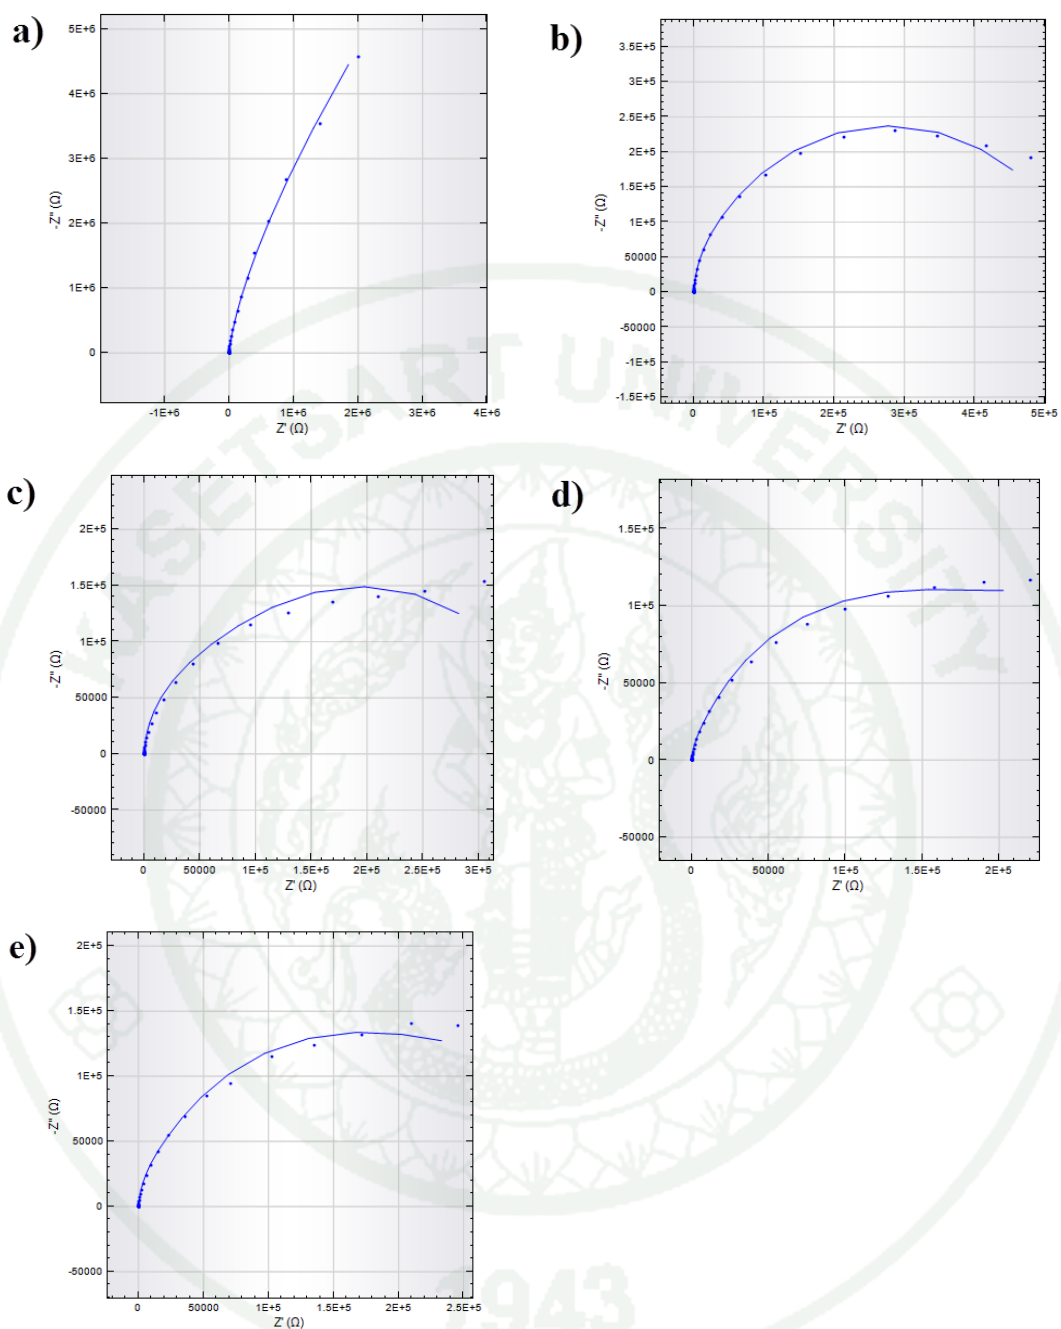 a)
5E+6
4E+6
3E+6
2E+6
1E+6
0
-Z'' (Ω)
-1E+6 0 1E+6 2E+6 3E+6 4E+6
Z' (Ω)
b)
3.5E+5
3E+5
2.5E+5
2E+5
1.5E+5
1E+5
50000
0
-50000
-1E+5
-1.5E+5
-Z'' (Ω)
0 1E+5 2E+5 3E+5 4E+5 5E+5
Z' (Ω)
c)
2E+5
1.5E+5
1E+5
50000
0
-50000
-Z'' (Ω)
0 50000 1E+5 1.5E+5 2E+5 2.5E+5 3E+5
Z' (Ω)
d)
1.5E+5
1E+5
50000
0
-50000
-Z'' (Ω)
0 50000 1E+5 1.5E+5 2E+5
Z' (Ω)
e)
2E+5
1.5E+5
1E+5
50000
0
-50000
-Z'' (Ω)
0 50000 1E+5 1.5E+5 2E+5 2.5E+5
Z' (Ω)
KASETSART UNIVERSITY
1943